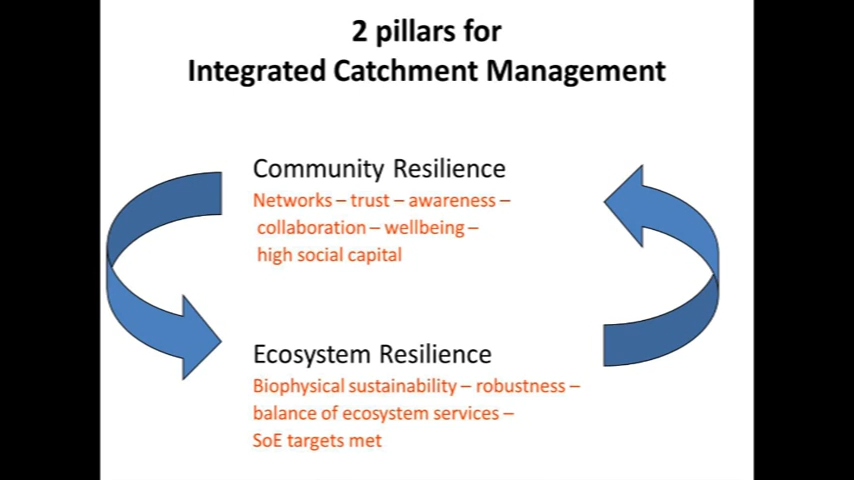 2 pillars for
Integrated Catchment Management
Community Resilience
Networks – trust – awareness –
collaboration – wellbeing –
high social capital
Ecosystem Resilience
Biophysical sustainability – robustness –
balance of ecosystem services –
SoE targets met